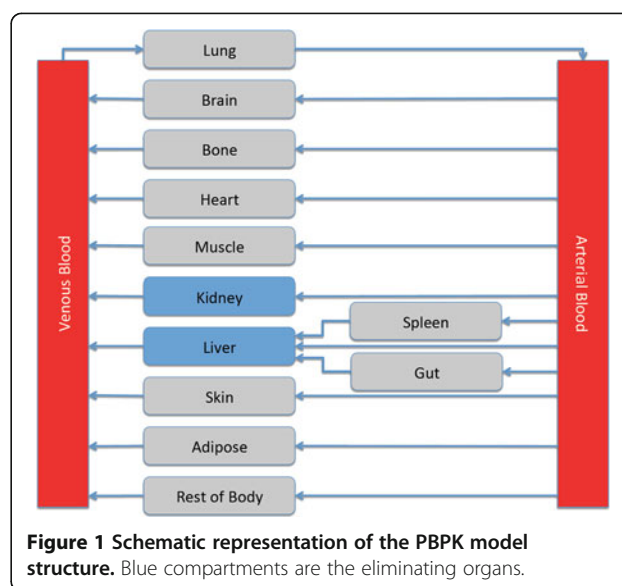 Lung
Brain
Bone
Heart
Muscle
Kidney
Liver
Spleen
Gut
Skin
Adipose
Rest of Body
Venous Blood
Arterial Blood
Figure 1 Schematic representation of the PBPK model
structure. Blue compartments are the eliminating organs.